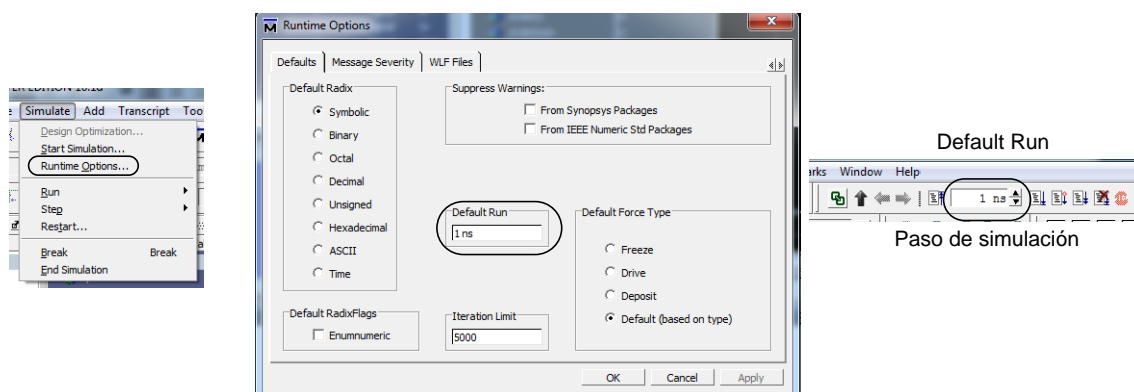 Simulate Add Transcript
Design Optimization...
Start Simulation...
Runtime Options...
Run
Step
Restart...
Break Break
End Simulation
Runtime Options
Defaults Message Severity WLF Files
Default Radix
Symbolic
Binary
Octal
Decimal
Unsigned
Hexadecimal
ASCII
Time
Default RadixFlags
Enumnumeric
Suppress Warnings:
From Synopsys Packages
From IEEE Numeric Std Packages
Default Run
1 ns
Iteration Limit
5000
Default Force Type
Freeze
Drive
Deposit
Default (based on type)
OK Cancel Apply
Default Run
Window Help
1 ns
Paso de simulación